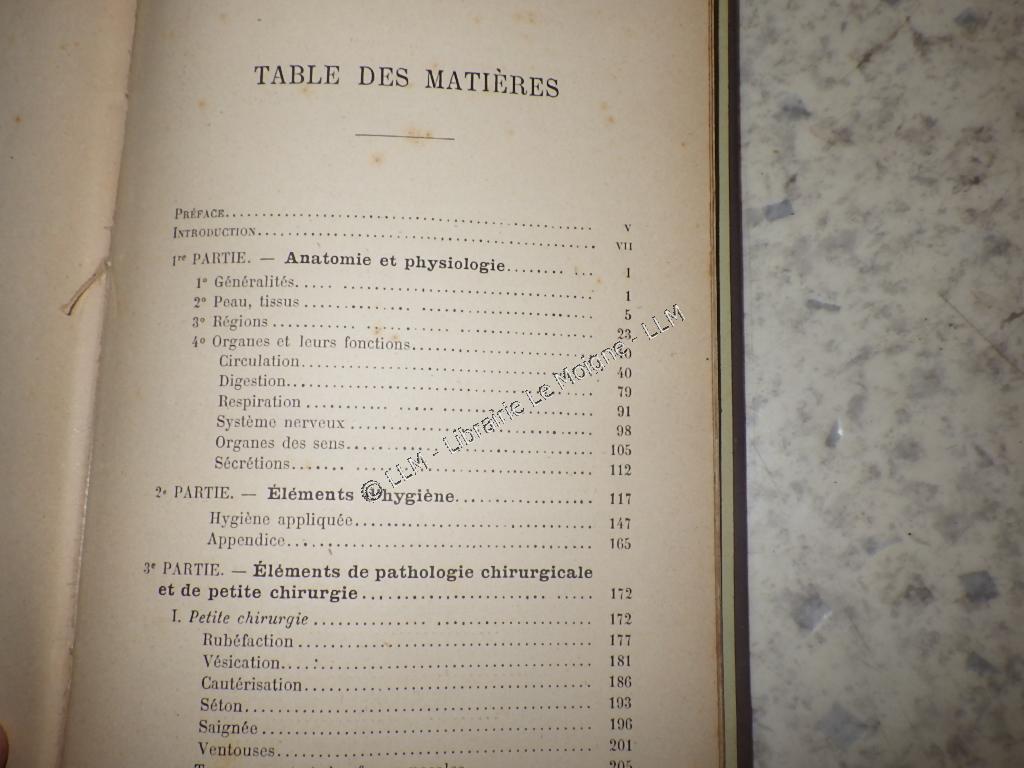 TABLE DES MATIÈRES
PRÉFACE V
INTRODUCTION VII
1re PARTIE. — Anatomie et physiologie 1
1° Généralités 1
2° Peau, tissus 5
3° Régions 23
4° Organes et leurs fonctions 40
Circulation 40
Digestion 79
Respiration 91
Système nerveux 98
Organes des sens 105
Sécrétions 112
2e PARTIE. — Éléments d'hygiène 117
Hygiène appliquée 147
Appendice 165
3e PARTIE. — Éléments de pathologie chirurgicale
et de petite chirurgie 172
I. Petite chirurgie 172
Rubéfaction 177
Vésication 181
Cautérisation 186
Séton 193
Saignée 196
Ventouses 201
205
© LLM - Librairie Le Moigne - LLM